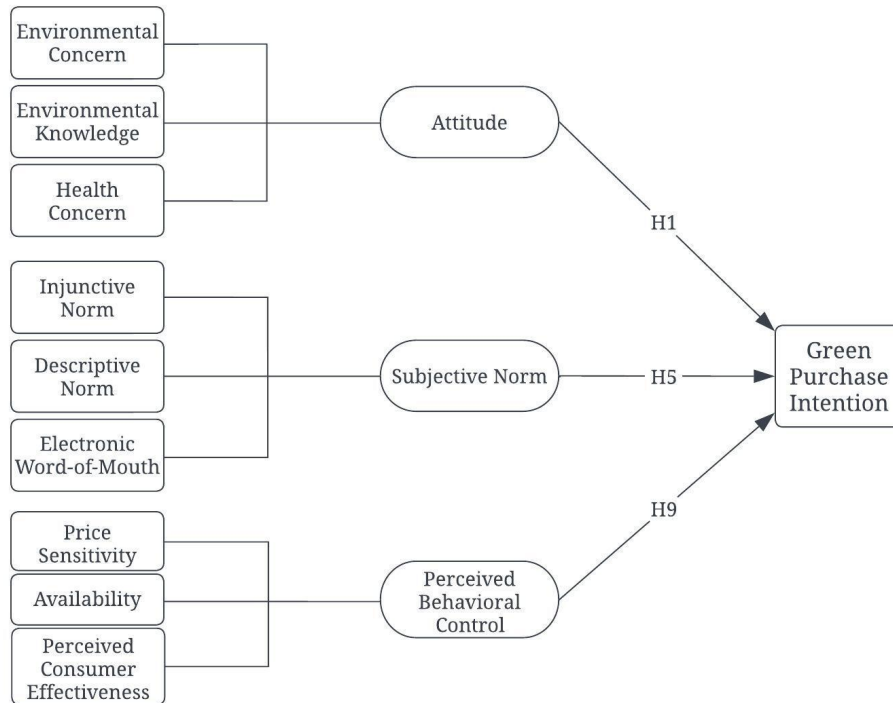 Environmental
Concern
Environmental
Knowledge
Health
Concern
Attitude
H1
Injunctive
Norm
Descriptive
Norm
Electronic
Word-of-Mouth
Subjective Norm
H5
Green
Purchase
Intention
H9
Price
Sensitivity
Availability
Perceived
Consumer
Effectiveness
Perceived
Behavioral
Control